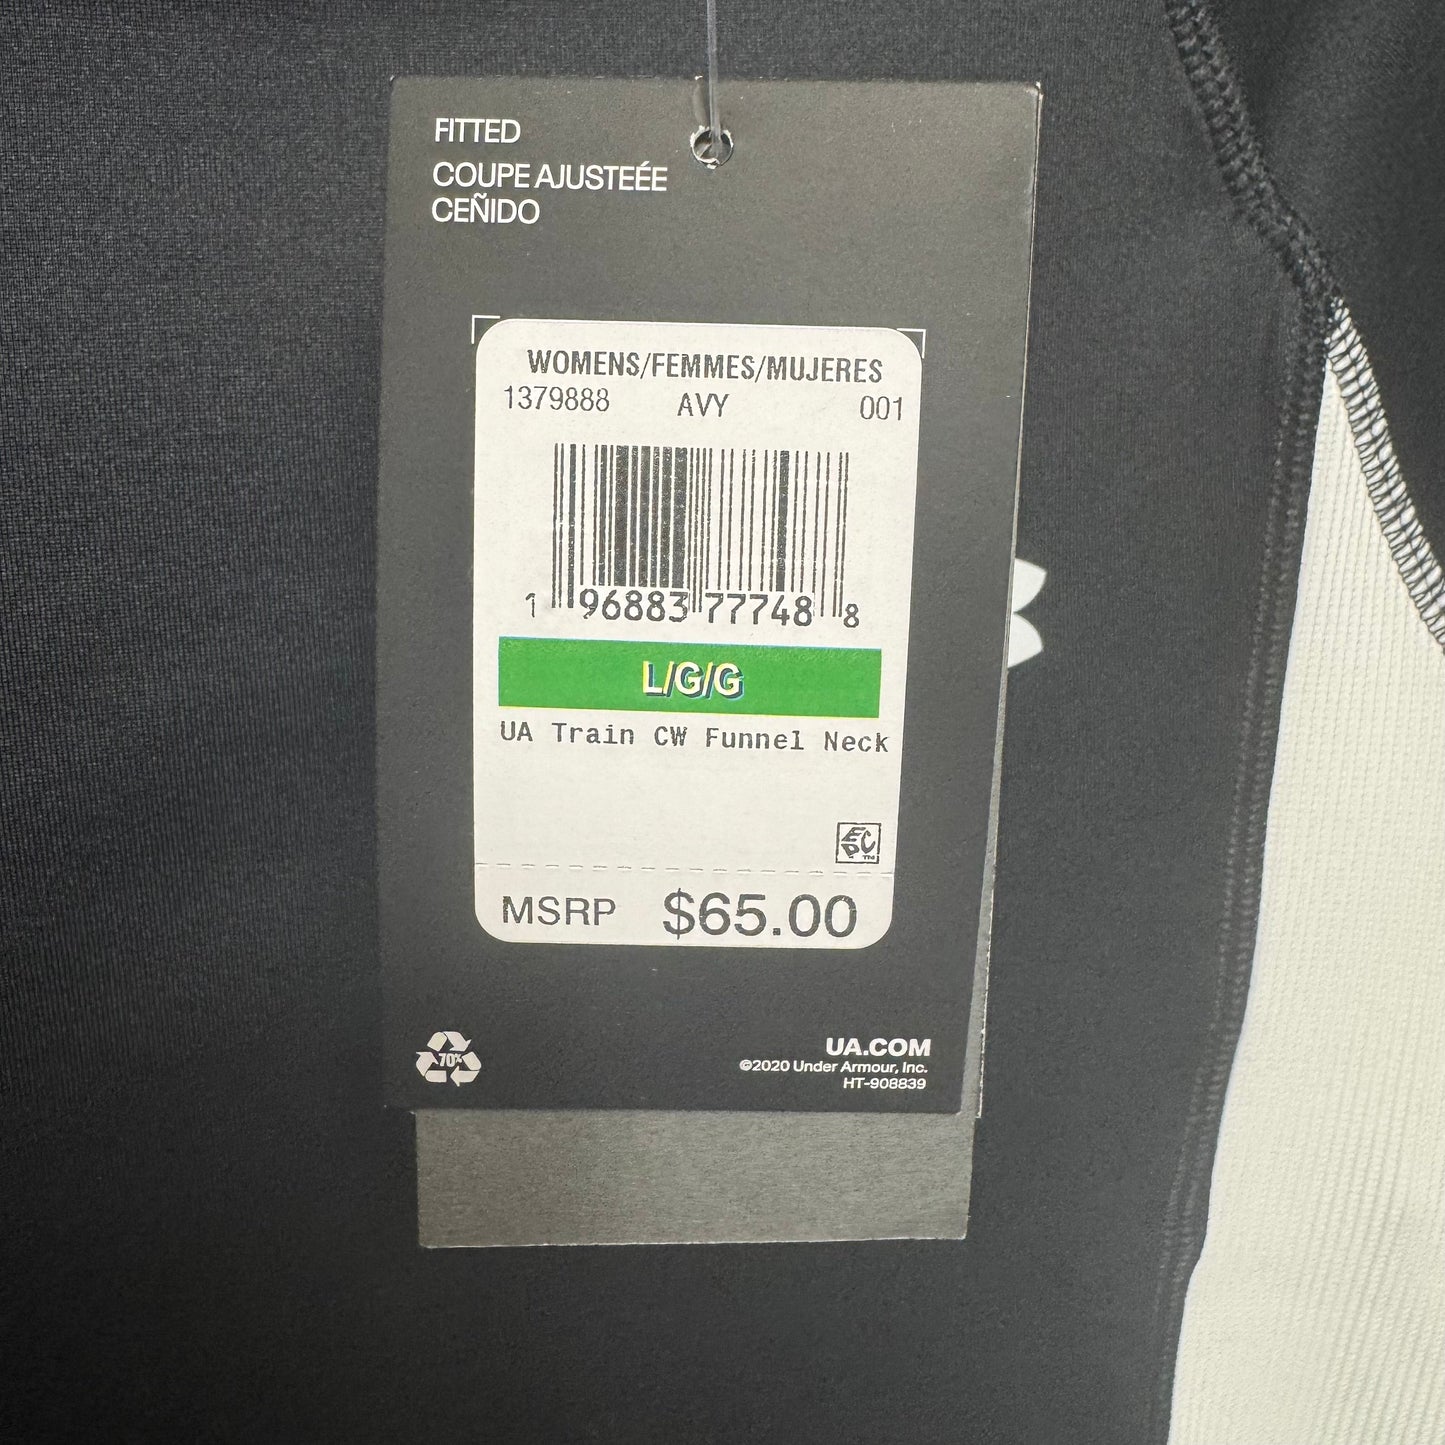 FITTED
COUPE AJUSTEÉE
CEÑIDO
WOMENS/FEMMES/MUJERES
1379888 AVY 001
1 96883 77748 8
L/G/G
UA Train CW Funnel Neck
EPC™
MSRP $65.00
70%
UA.COM
©2020 Under Armour, Inc.
HT-908839